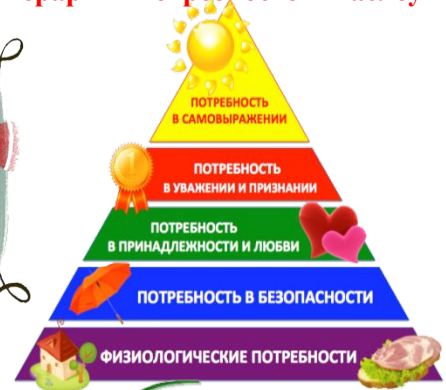 ПОТРЕБНОСТЬ
В САМОВЫРАЖЕНИИ
ПОТРЕБНОСТЬ
В УВАЖЕНИИ И ПРИЗНАНИИ
ПОТРЕБНОСТЬ
В ПРИНАДЛЕЖНОСТИ И ЛЮБВИ
ПОТРЕБНОСТЬ В БЕЗОПАСНОСТИ
ФИЗИОЛОГИЧЕСКИЕ ПОТРЕБНОСТИ